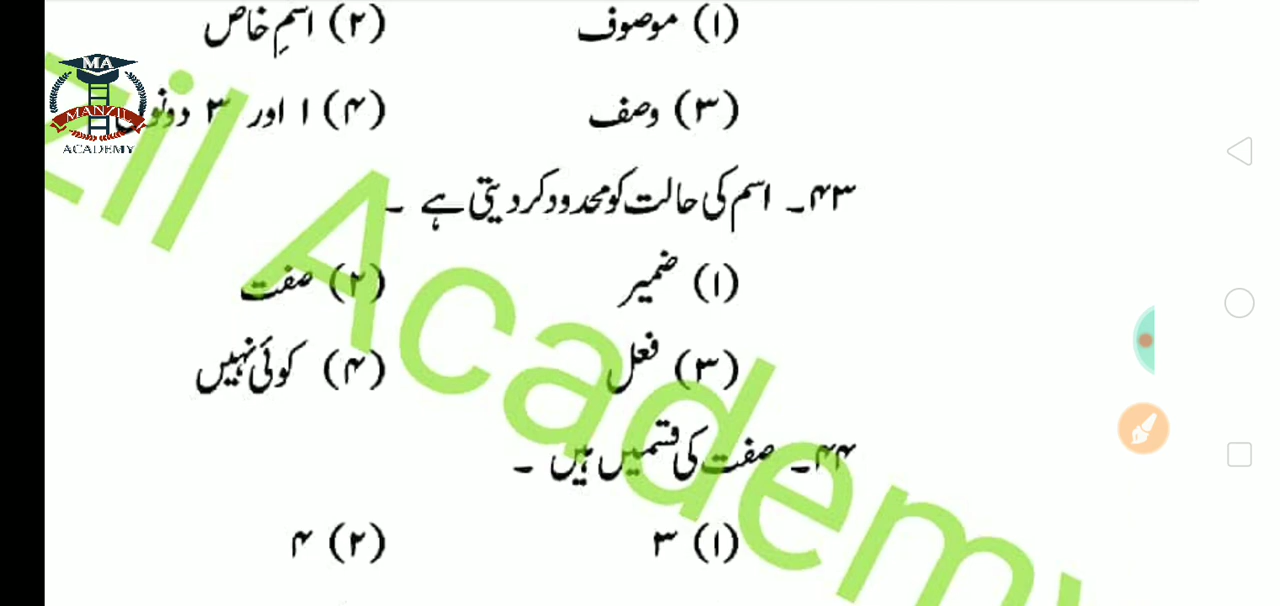 (۱) موصوف (۲) اسمِ خاص
(۳) وصف (۴) ۱ اور ۳ دونوں
۴۳۔ اسم کی حالت کو محدود کر دیتی ہے ۔
(۱) ضمیر (۲) صفت
(۳) فعل (۴) کوئی نہیں
۴۴۔ صفت کی قسمیں ہیں ۔
(۱) ۳ (۲) ۴
MA
MANZIL
ACADEMY
zil Academy